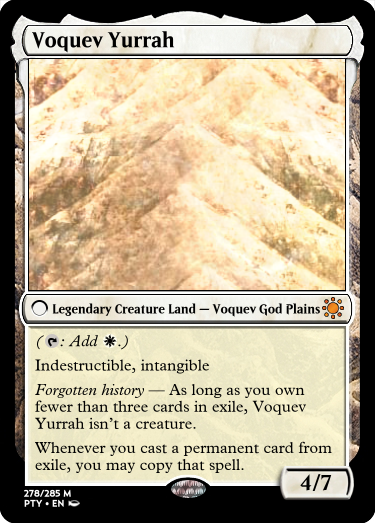 Voquev Yurrah
Legendary Creature Land — Voquev God Plains
(: Add .)
Indestructible, intangible
Forgotten history — As long as you own
fewer than three cards in exile, Voquev
Yurrah isn't a creature.
Whenever you cast a permanent card from
exile, you may copy that spell.
4/7
278/285 M
PTY • EN